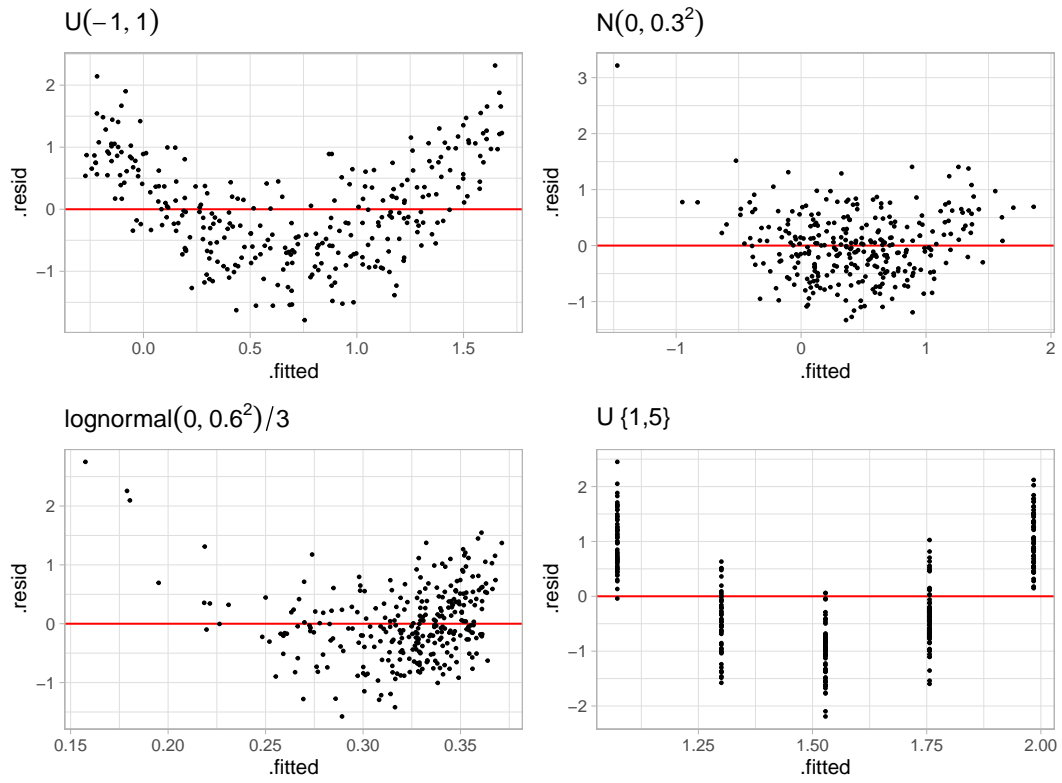 U(−1, 1)
2
1
0
−1
.resid
0.0 0.5 1.0 1.5
.fitted
N(0, 0.3²)
3
2
1
0
−1
.resid
−1 0 1 2
.fitted
lognormal(0, 0.6²)/3
2
1
0
−1
.resid
0.15 0.20 0.25 0.30 0.35
.fitted
U {1,5}
2
1
0
−1
−2
.resid
1.25 1.50 1.75 2.00
.fitted